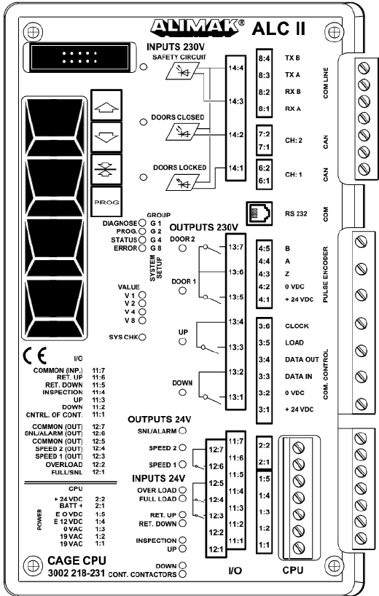 ALIMAK® ALC II
INPUTS 230V
SAFETY CIRCUIT
14:4
14:3
DOORS CLOSED
14:2
DOORS LOCKED
14:1
8:4 TX B
8:3 TX A
8:2 RX B
8:1 RX A
COM LINE
7:2
7:1
CH: 2
CAN
6:2
6:1
CH: 1
CAN
RS 232
COM
PROG
GROUP
DIAGNOSE G 1
PROG. G 2
STATUS G 4
ERROR G 8
SYSTEM SETUP
VALUE
V 1
V 2
V 4
V 8
SYS CHK
OUTPUTS 230V
DOOR 2
13:7
13:6
DOOR 1
13:5
UP
13:4
13:3
DOWN
13:2
13:1
4:5 B
4:4 A
4:3 Z
4:2 0 VDC
4:1 + 24 VDC
PULSE ENCODER
3:6 CLOCK
3:5 LOAD
3:4 DATA OUT
3:3 DATA IN
3:2 0 VDC
3:1 + 24 VDC
COM. CONTROL
CE
I/O
COMMON (INP.) 11:7
RET. UP 11:6
RET. DOWN 11:5
INSPECTION 11:4
UP 11:3
DOWN 11:2
CNTRL. OF CONT. 11:1
COMMON (OUT) 12:7
SNL/ALARM (OUT) 12:6
COMMON (OUT) 12:5
SPEED 2 (OUT) 12:4
SPEED 1 (OUT) 12:3
OVERLOAD 12:2
FULL/SNL 12:1
CPU
+ 24VDC 2:2
BATT + 2:1
E 0 VDC 1:5
E 12VDC 1:4
0 VAC 1:3
19 VAC 1:2
19 VAC 1:1
POWER
OUTPUTS 24V
SNL/ALARM
SPEED 2
SPEED 1
INPUTS 24V
OVER LOAD
FULL LOAD
RET. UP
RET. DOWN
INSPECTION
UP
DOWN
CONT. CONTACTORS
12:7
12:6
12:5
12:4
12:3
12:2
12:1
11:7
11:6
11:5
11:4
11:3
11:2
11:1
2:2
2:1
1:5
1:4
1:3
1:2
1:1
I/O
CPU
CAGE CPU
3002 218-231